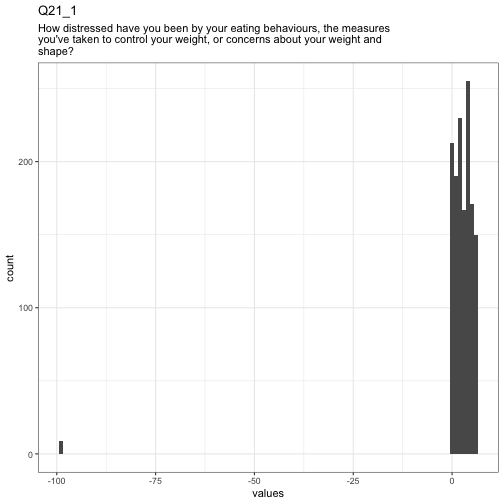 Q21_1
How distressed have you been by your eating behaviours, the measures
you've taken to control your weight, or concerns about your weight and
shape?
200
100
0
count
-100 -75 -50 -25 0
values